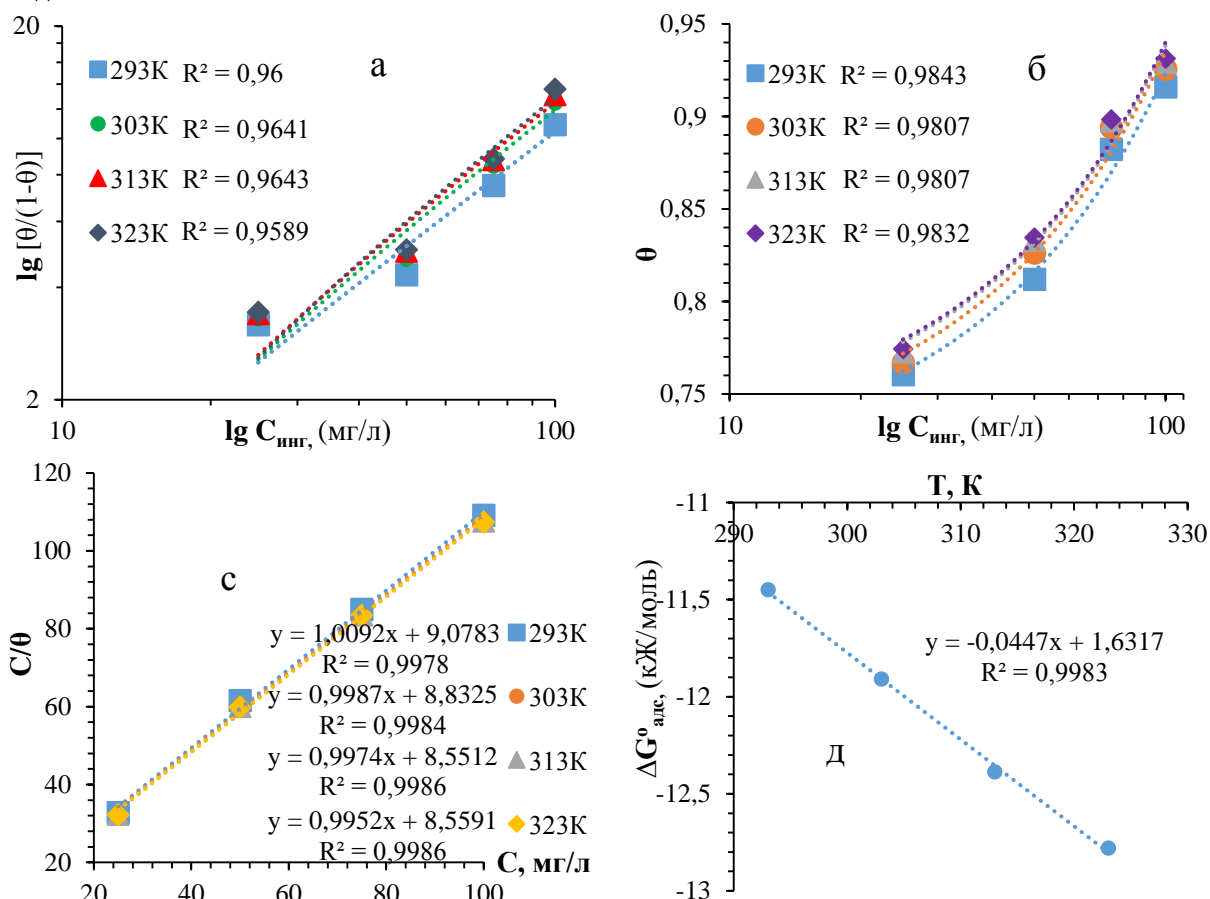 20
293К R² = 0,96
а
303К R² = 0,9641
313К R² = 0,9643
323К R² = 0,9589
lg [θ/(1-θ)]
2
10
100
lg Cинг, (мг/л)
0,95
б
293К R² = 0,9843
303К R² = 0,9807
313К R² = 0,9807
323К R² = 0,9832
0,9
0,85
θ
0,8
0,75
10
100
lg Cинг, (мг/л)
120
100
с
C/θ
80
y = 1,0092x + 9,0783
293К
R² = 0,9978
60
y = 0,9987x + 8,8325
303К
R² = 0,9984
y = 0,9974x + 8,5512
313К
40
R² = 0,9986
y = 0,9952x + 8,5591
323К
R² = 0,9986
20
C, мг/л
20 40 60 80 100
Т, К
-11
290 300 310 320 330
-11,5
y = -0,0447x + 1,6317
R² = 0,9983
ΔGºадс, (кЖ/моль)
-12
Д
-12,5
-13